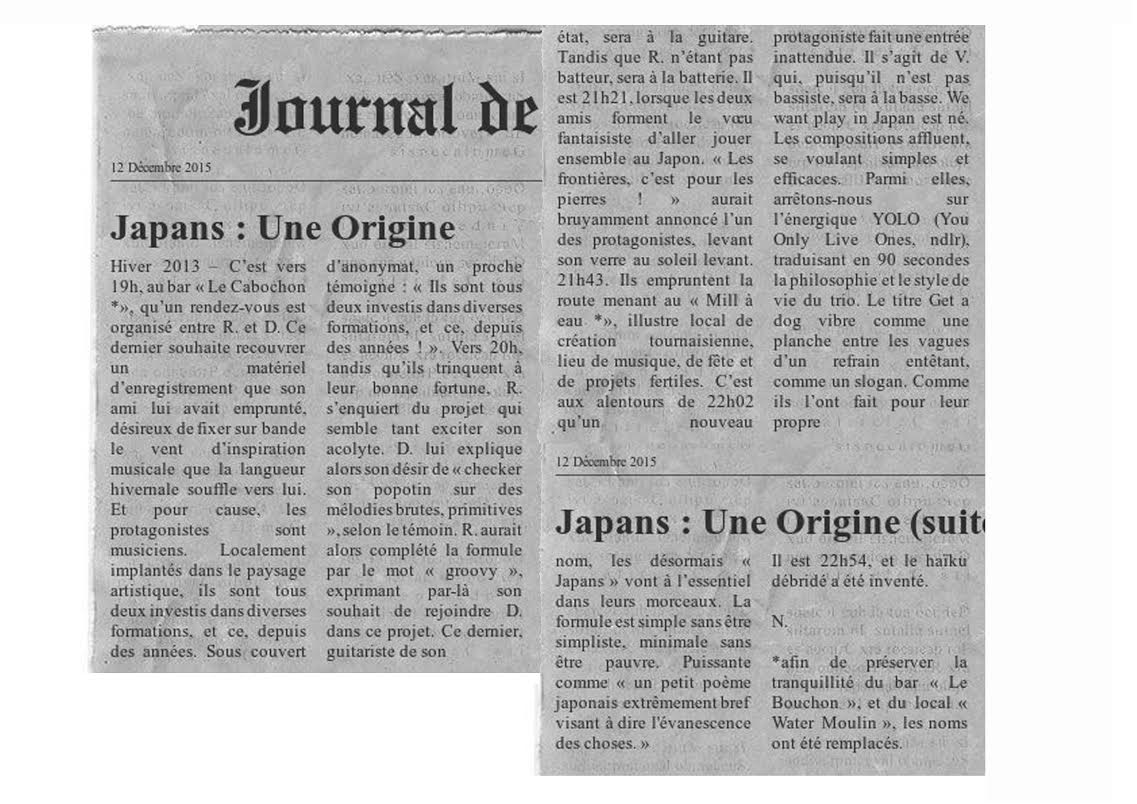 Journal de
12 Décembre 2015
Japans : Une Origine
Hiver 2013 – C’est vers
19h, au bar « Le Cabochon
*», qu’un rendez-vous est
organisé entre R. et D. Ce
dernier souhaite recouvrer
un matériel
d’enregistrement que son
ami lui avait emprunté,
désireux de fixer sur bande
le vent d’inspiration
musicale que la langueur
hivernale souffle vers lui.
Et pour cause, les
protagonistes sont
musiciens. Localement
implantés dans le paysage
artistique, ils sont tous
deux investis dans diverses
formations, et ce, depuis
des années. Sous couvert
d’anonymat, un proche
témoigne : « Ils sont tous
deux investis dans diverses
formations, et ce, depuis
des années ! ». Vers 20h,
tandis qu’ils trinquent à
leur bonne fortune, R.
s’enquiert du projet qui
semble tant exciter son
acolyte. D. lui explique
alors son désir de « checker
son popotin sur des
mélodies brutes, primitives
», selon le témoin. R. aurait
alors complété la formule
par le mot « groovy »,
exprimant par-là son
souhait de rejoindre D.
dans ce projet. Ce dernier,
guitariste de son
état, sera à la guitare.
Tandis que R. n’étant pas
batteur, sera à la batterie. Il
est 21h21, lorsque les deux
amis forment le vœu
fantaisiste d’aller jouer
ensemble au Japon. « Les
frontières, c’est pour les
pierres ! » aurait
bruyamment annoncé l’un
des protagonistes, levant
son verre au soleil levant.
21h43. Ils empruntent la
route menant au « Mill à
eau *», illustre local de
création tournaisienne,
lieu de musique, de fête et
de projets fertiles. C’est
aux alentours de 22h02
qu’un nouveau
protagoniste fait une entrée
inattendue. Il s’agit de V.
qui, puisqu’il n’est pas
bassiste, sera à la basse. We
want play in Japan est né.
Les compositions affluent,
se voulant simples et
efficaces. Parmi elles,
arrêtons-nous sur
l’énergique YOLO (You
Only Live Ones, ndlr),
traduisant en 90 secondes
la philosophie et le style de
vie du trio. Le titre Get a
dog vibre comme une
planche entre les vagues
d’un refrain entêtant,
comme un slogan. Comme
ils l’ont fait pour leur
propre
12 Décembre 2015
Japans : Une Origine (suite
nom, les désormais «
Japans » vont à l’essentiel
dans leurs morceaux. La
formule est simple sans être
simpliste, minimale sans
être pauvre. Puissante
comme « un petit poème
japonais extrêmement bref
visant à dire l'évanescence
des choses. »
Il est 22h54, et le haïku
débridé a été inventé.
N.
*afin de préserver la
tranquillité du bar « Le
Bouchon », et du local «
Water Moulin », les noms
ont été remplacés.